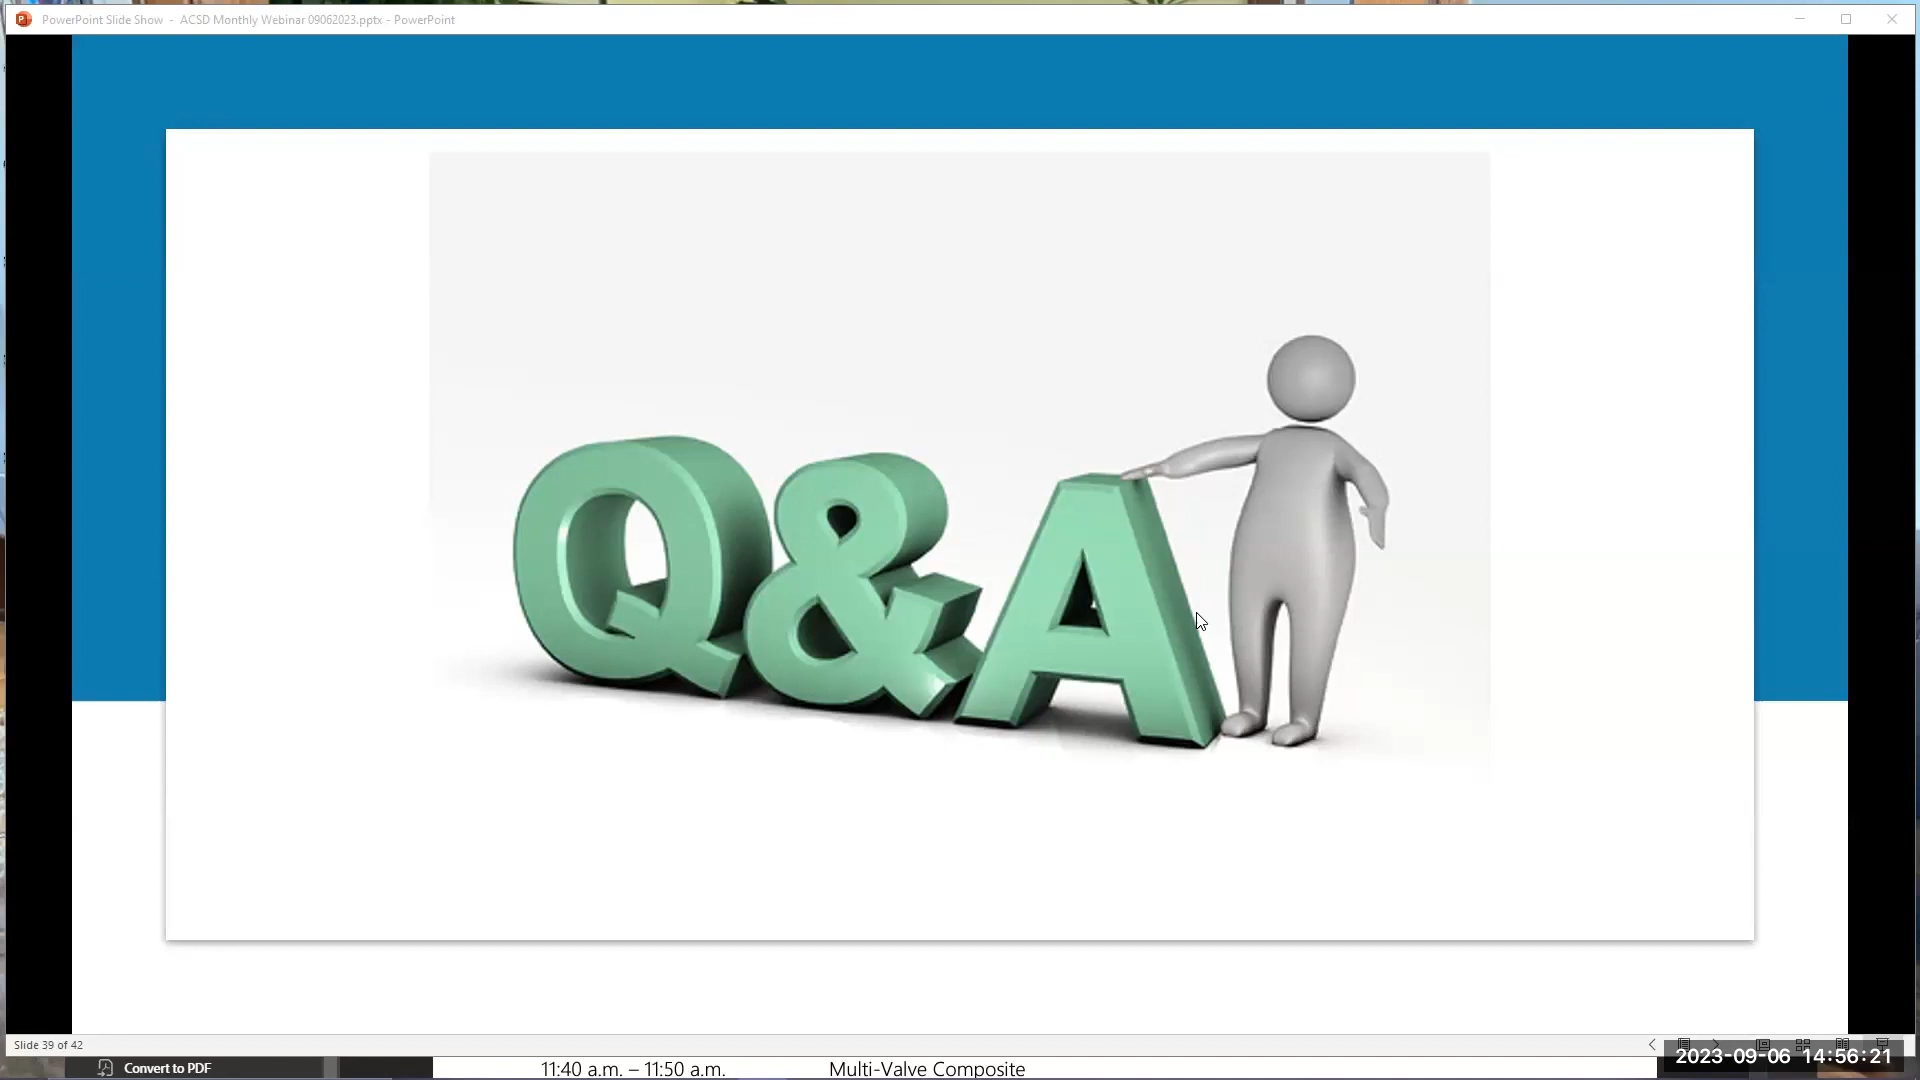 PowerPoint Slide Show - ACSD Monthly Webinar 09062023.pptx - PowerPoint
Q&A
Slide 39 of 42
2023-09-06 14:56:21
Convert to PDF
11:40 a.m. – 11:50 a.m. Multi-Valve Composite